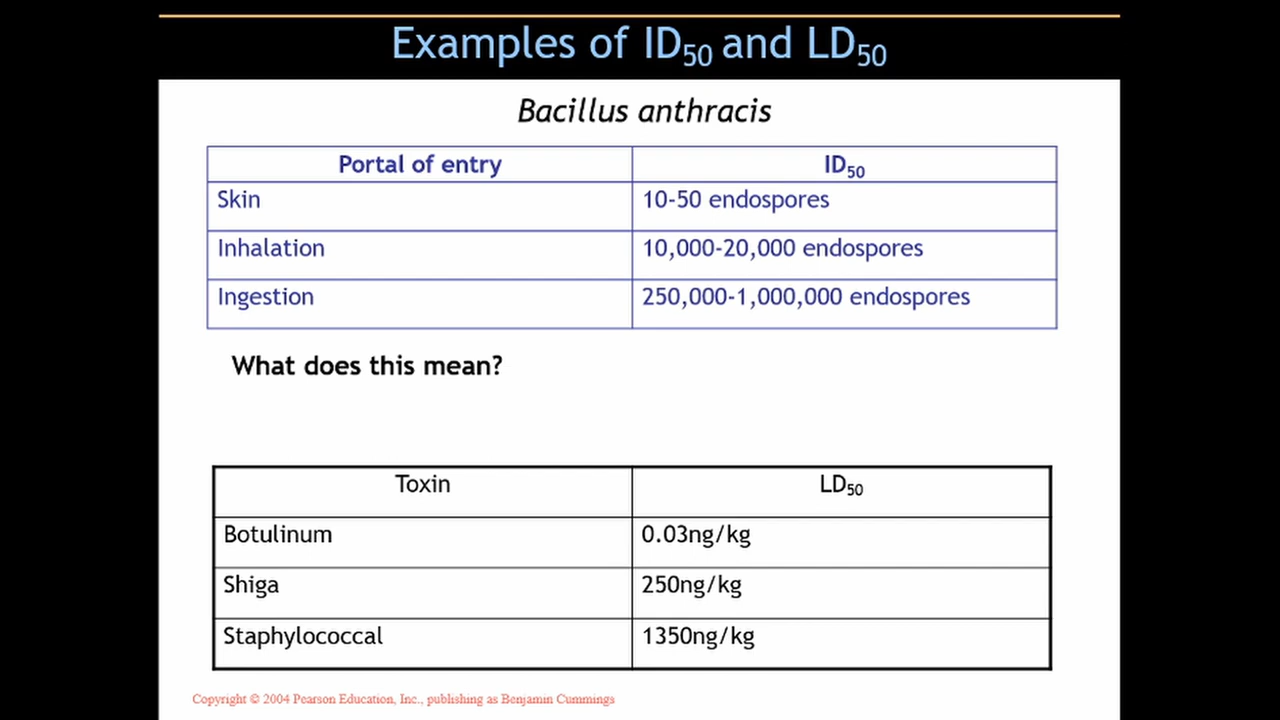 Examples of ID50 and LD50
Bacillus anthracis
Portal of entry ID50
Skin 10-50 endospores
Inhalation 10,000-20,000 endospores
Ingestion 250,000-1,000,000 endospores
What does this mean?
Toxin LD50
Botulinum 0.03ng/kg
Shiga 250ng/kg
Staphylococcal 1350ng/kg
Copyright © 2004 Pearson Education, Inc., publishing as Benjamin Cummings